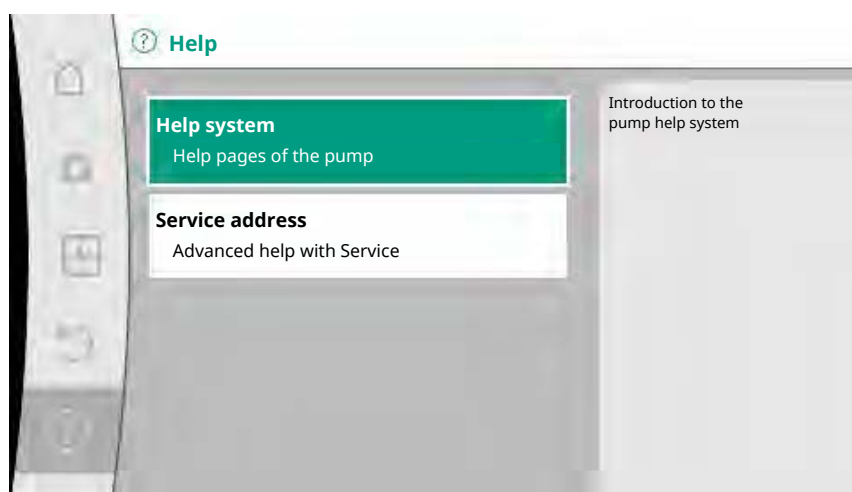 Help
Help system
Help pages of the pump
Service address
Advanced help with Service
Introduction to the
pump help system